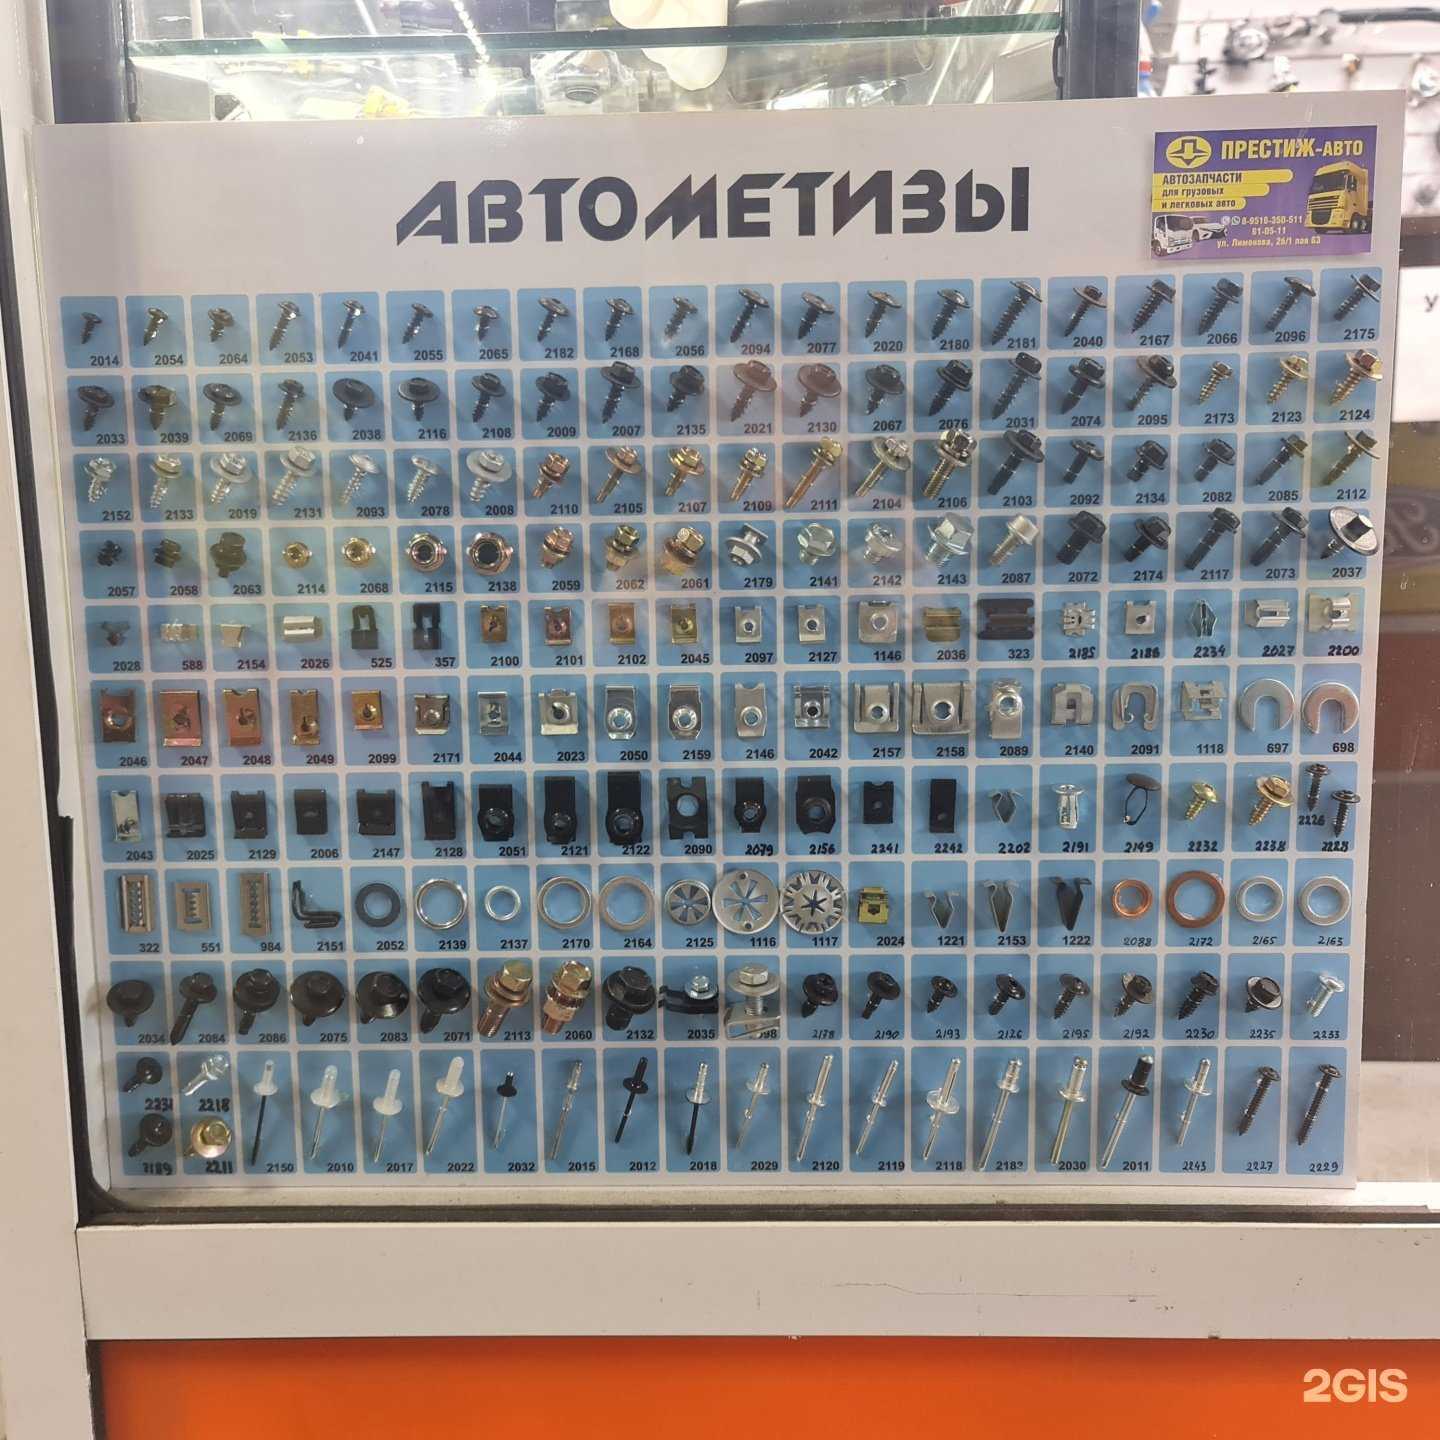 ПРЕСТИЖ-АВТО
АВТОЗАПЧАСТИ
для грузовых
и легковых авто
8-9510-350-511
61-05-11
ул. Лимонова, 26/1 пав 63
АВТОМЕТИЗЫ
2014 2054 2064 2053 2041 2055 2065 2182 2168 2056 2094 2077 2020 2180 2181 2040 2167 2066 2096 2175
2033 2039 2069 2136 2038 2116 2108 2009 2007 2135 2021 2130 2067 2076 2031 2074 2095 2173 2123 2124
2152 2133 2019 2131 2093 2078 2008 2110 2105 2107 2109 2111 2104 2106 2103 2092 2134 2082 2085 2112
2057 2058 2063 2114 2068 2115 2138 2059 2062 2061 2179 2141 2142 2143 2087 2072 2174 2117 2073 2037
2028 588 2154 2026 525 357 2100 2101 2102 2045 2097 2127 1146 2036 323 2185 2186 2234 2027 2200
2046 2047 2048 2049 2099 2171 2044 2023 2050 2159 2146 2042 2157 2158 2089 2140 2091 1118 697 698
2226
2043 2025 2129 2006 2147 2128 2051 2121 2122 2090 2079 2156 2241 2242 2202 2191 2149 2232 2238 2228
322 551 984 2151 2052 2139 2137 2170 2164 2125 1116 1117 2024 1221 2153 1222 2088 2172 2165 2163
2034 2084 2086 2075 2083 2071 2113 2060 2132 2035 2178 2190 2193 2126 2195 2192 2230 2235 2233
2231 2218
2189 2211 2150 2010 2017 2022 2032 2015 2012 2018 2029 2120 2119 2118 2183 2030 2011 2243 2227 2229
2GIS